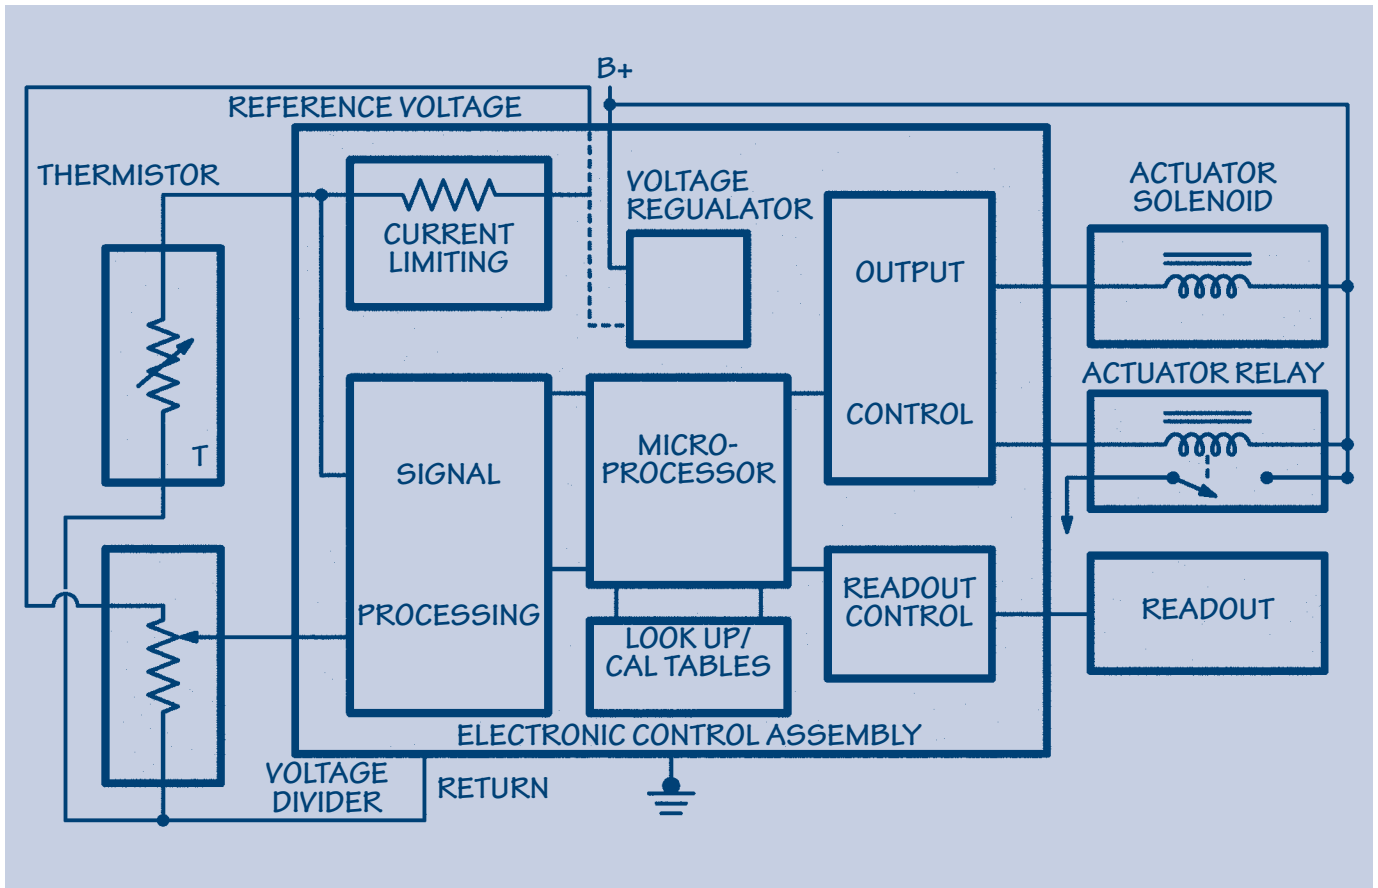 B+
REFERENCE VOLTAGE
THERMISTOR
VOLTAGE
REGUALATOR
ACTUATOR
SOLENOID
CURRENT
LIMITING
OUTPUT
CONTROL
ACTUATOR RELAY
T
SIGNAL
PROCESSING
MICRO-
PROCESSOR
READOUT
CONTROL
READOUT
LOOK UP/
CAL TABLES
ELECTRONIC CONTROL ASSEMBLY
VOLTAGE
DIVIDER
RETURN